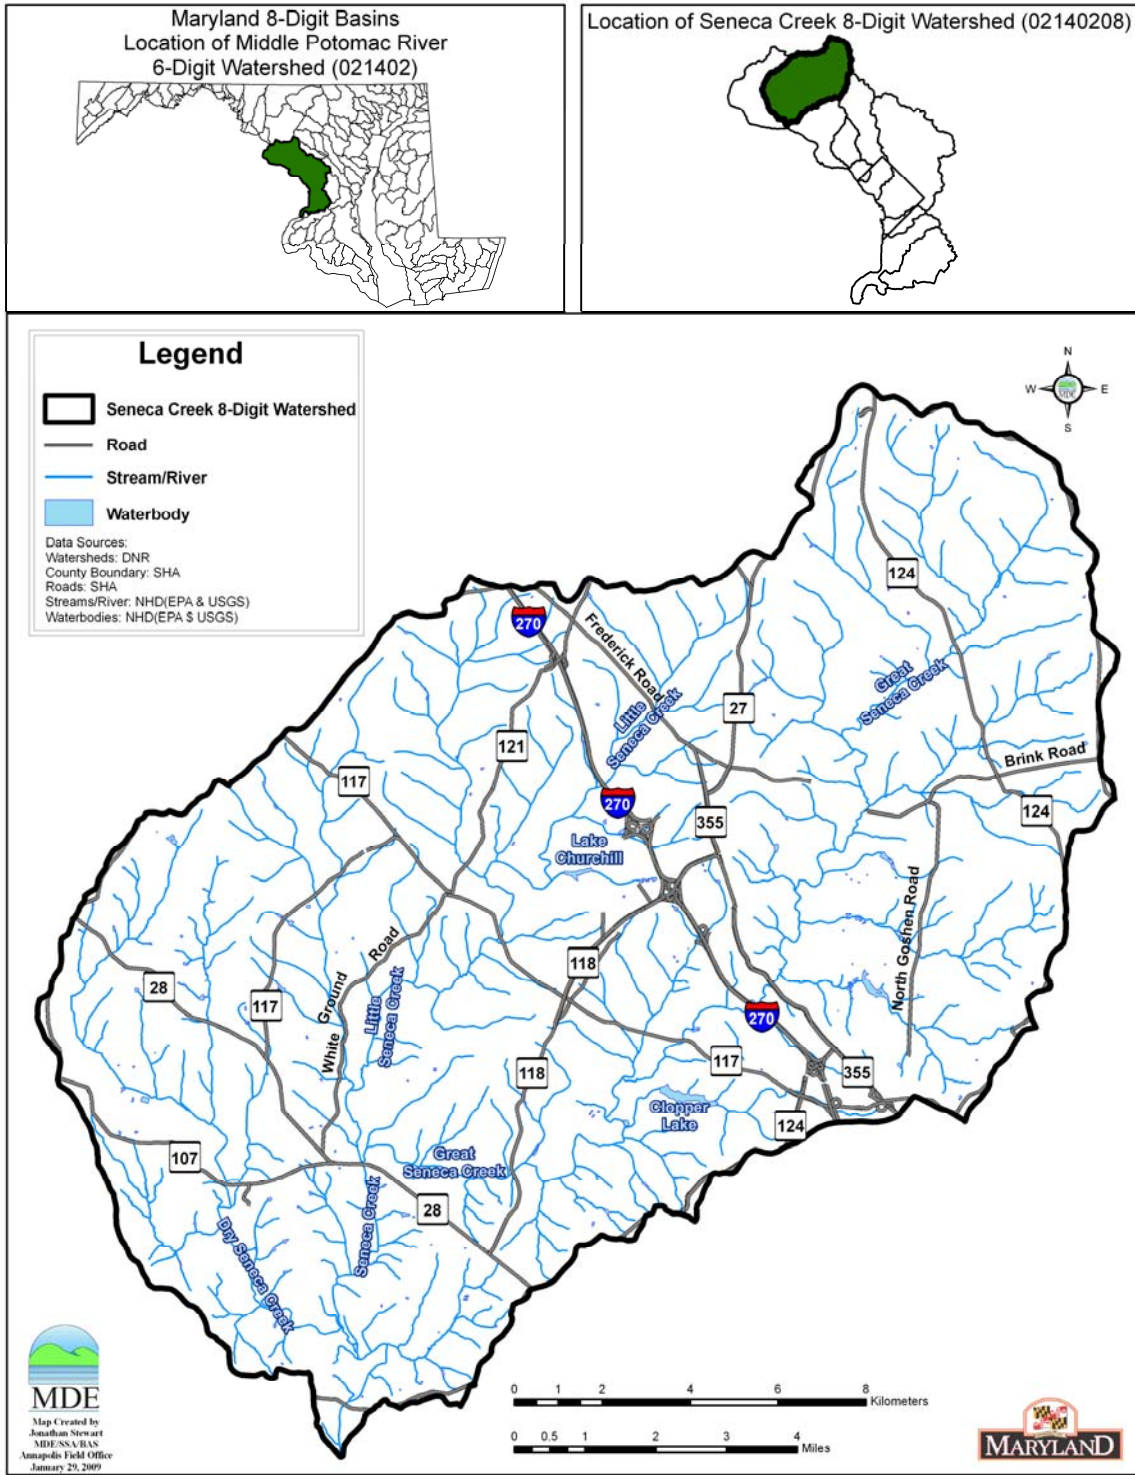 Maryland 8-Digit Basins
Location of Middle Potomac River
6-Digit Watershed (021402)
Location of Seneca Creek 8-Digit Watershed (02140208)
Legend
Seneca Creek 8-Digit Watershed
Road
Stream/River
Waterbody
Data Sources:
Watersheds: DNR
County Boundary: SHA
Roads: SHA
Streams/River: NHD(EPA & USGS)
Waterbodies: NHD(EPA $ USGS)
N
W
MDE
E
S
124
270
Frederick Road
Great
Seneca Creek
Little
Seneca Creek
27
121
Brink Road
117
270
355
124
Lake
Churchill
North Goshen Road
White Ground Road
118
28
117
Little
Seneca Creek
270
118
117
355
Clopper
Lake
124
107
Great
Seneca Creek
28
Seneca Creek
Dry Seneca Creek
MDE
Map Created by
Jonathan Stewart
MDE/SSA/BAS
Annapolis Field Office
January 29, 2009
0 1 2 4 6 8
Kilometers
0 0.5 1 2 3 4
Miles
MARYLAND